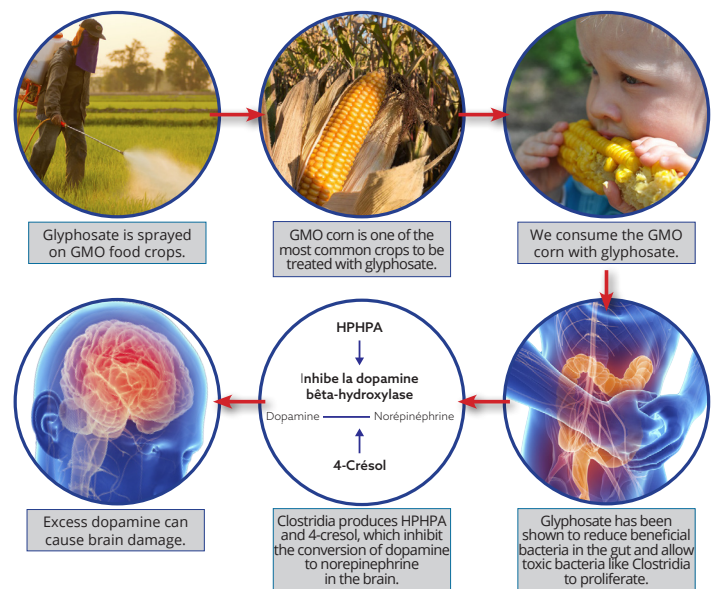 Glyphosate is sprayed
on GMO food crops.
GMO corn is one of the
most common crops to be
treated with glyphosate.
We consume the GMO
corn with glyphosate.
Glyphosate has been
shown to reduce beneficial
bacteria in the gut and allow
toxic bacteria like Clostridia
to proliferate.
HPHPA
Inhibe la dopamine
bêta-hydroxylase
Dopamine Norépinéphrine
4-Crésol
Clostridia produces HPHPA
and 4-cresol, which inhibit
the conversion of dopamine
to norepinephrine
in the brain.
Excess dopamine can
cause brain damage.